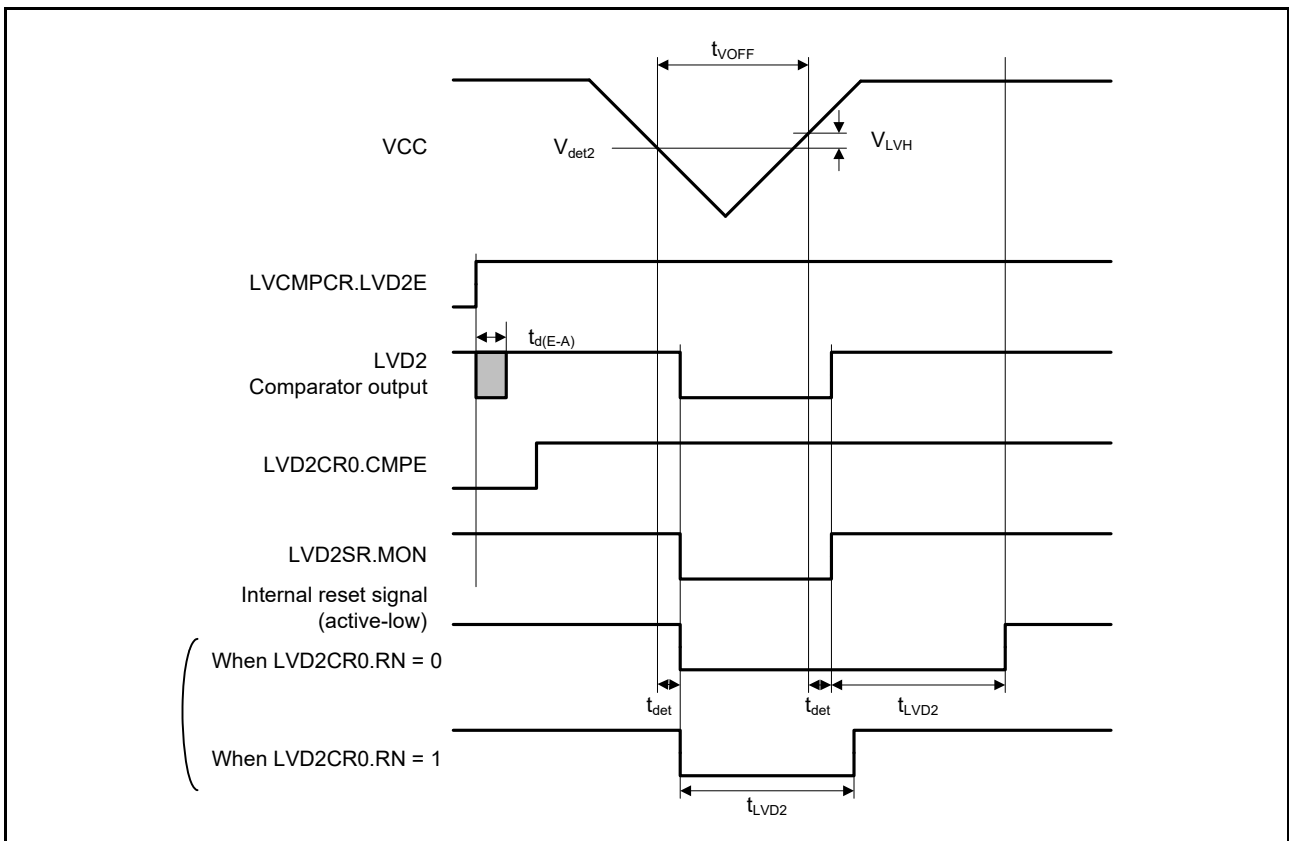 tVOFF
VCC
Vdet2
VLVH
LVCMPCR.LVD2E
td(E-A)
LVD2
Comparator output
LVD2CR0.CMPE
LVD2SR.MON
Internal reset signal
(active-low)
When LVD2CR0.RN = 0
tdet
tdet
tLVD2
When LVD2CR0.RN = 1
tLVD2